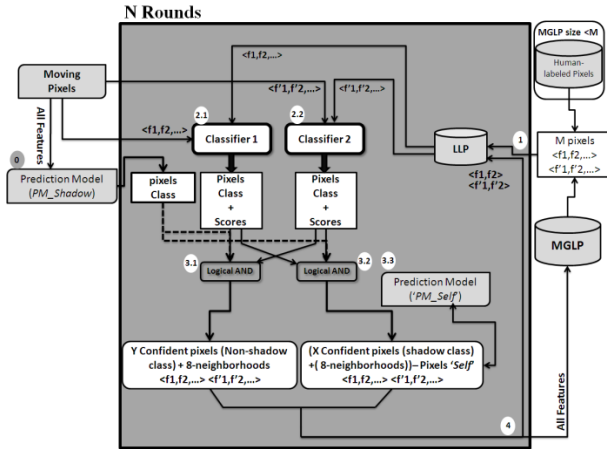 N Rounds
MGLP size <M
Human-
labeled Pixels
Moving
Pixels
<f1,f2,...>
<f'1,f'2,...>
<f'1,f'2,...>
2.1
2.2
All Features
<f1,f2,...>
Classifier 1
Classifier 2
LLP
1
M pixels
<f1,f2,...>
<f'1,f'2,...>
0
Prediction Model
(PM_Shadow)
pixels
Class
Pixels
Class
+
Scores
Pixels
Class
+
Scores
<f1,f2>
<f'1,f'2>
MGLP
3.1
Logical AND
Logical AND
3.2
3.3
Prediction Model
('PM_Self')
Y Confident pixels (Non-shadow
class) + 8-neighborhoods
<f1,f2,...> <f'1,f'2,...>
(X Confident pixels (shadow class)
+( 8-neighborhoods))– Pixels 'Self'
<f1,f2,...> <f'1,f'2,...>
4
All Features